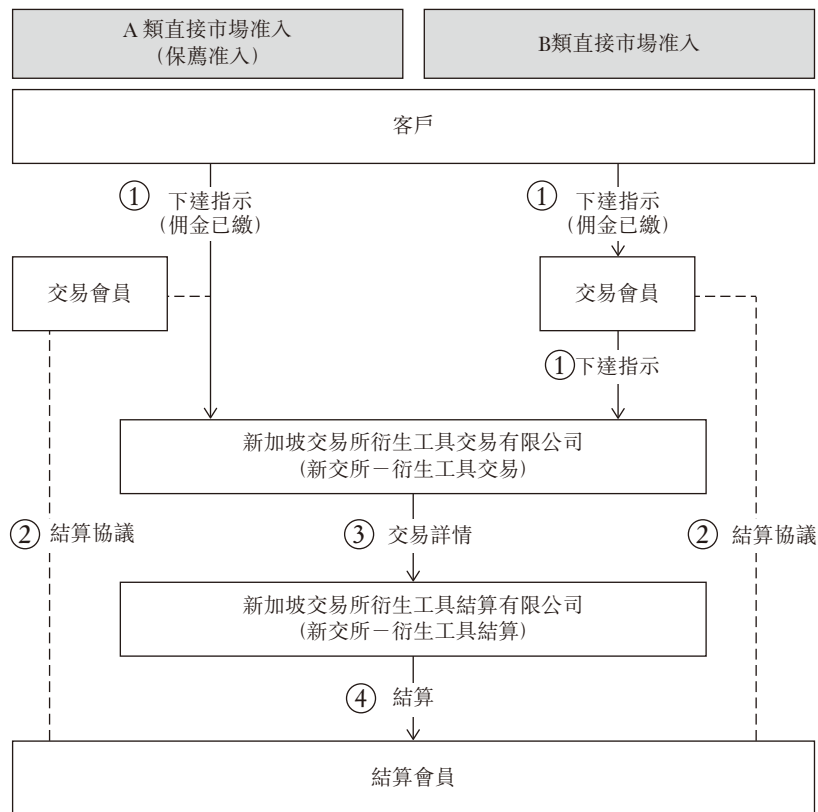 A 類直接市場准入
(保薦准入)
B類直接市場准入
客戶
① 下達指示
(佣金已繳)
① 下達指示
(佣金已繳)
交易會員
交易會員
①下達指示
新加坡交易所衍生工具交易有限公司
(新交所－衍生工具交易)
② 結算協議
③ 交易詳情
② 結算協議
新加坡交易所衍生工具結算有限公司
(新交所－衍生工具結算)
④ 結算
結算會員